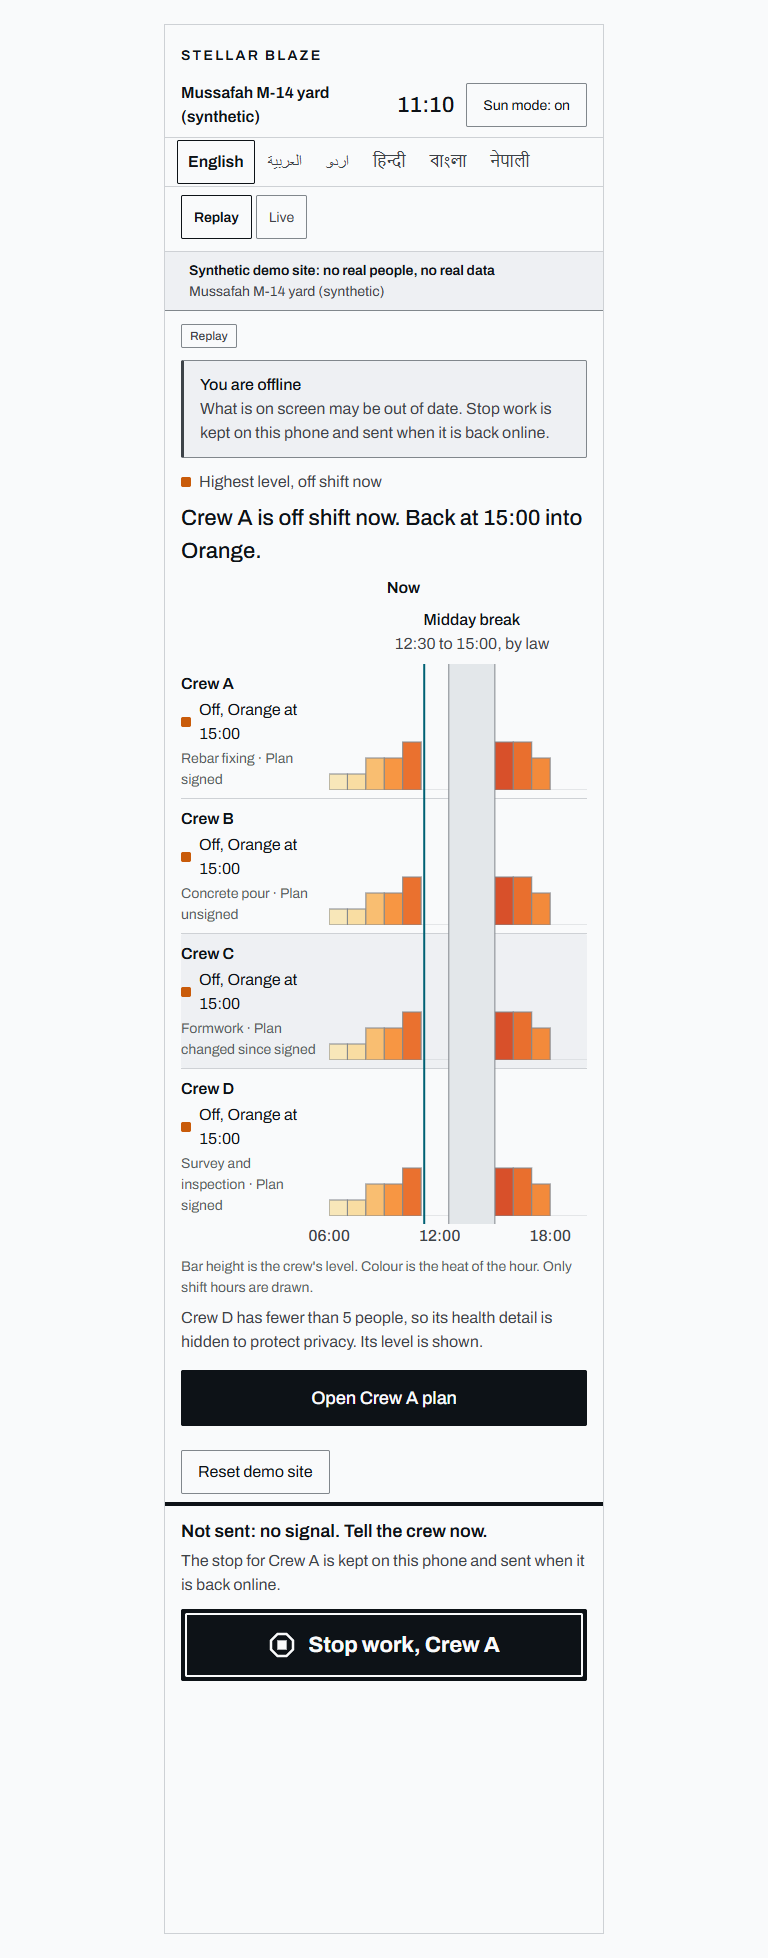 STELLAR BLAZE
Mussafah M-14 yard
(synthetic)
11:10
Sun mode: on
English
العربية
اردو
हिन्दी
বাংলা
नेपाली
Replay
Live
Synthetic demo site: no real people, no real data
Mussafah M-14 yard (synthetic)
Replay
You are offline
What is on screen may be out of date. Stop work is
kept on this phone and sent when it is back online.
Highest level, off shift now
Crew A is off shift now. Back at 15:00 into
Orange.
Now
Midday break
12:30 to 15:00, by law
Crew A
Off, Orange at
15:00
Rebar fixing · Plan
signed
Crew B
Off, Orange at
15:00
Concrete pour · Plan
unsigned
Crew C
Off, Orange at
15:00
Formwork · Plan
changed since signed
Crew D
Off, Orange at
15:00
Survey and
inspection · Plan
signed
06:00
12:00
18:00
Bar height is the crew's level. Colour is the heat of the hour. Only
shift hours are drawn.
Crew D has fewer than 5 people, so its health detail is
hidden to protect privacy. Its level is shown.
Open Crew A plan
Reset demo site
Not sent: no signal. Tell the crew now.
The stop for Crew A is kept on this phone and sent when it
is back online.
Stop work, Crew A